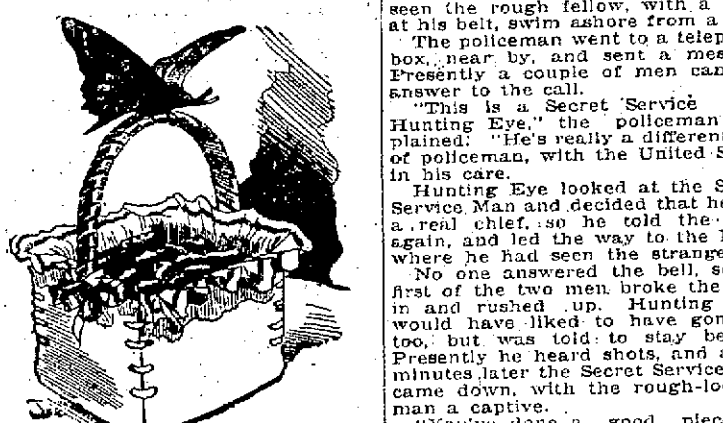 seen the rough fellow, with a
at his belt, swim ashore from a
The policeman went to a telep
box, near by, and sent a mes
Presently a couple of men can
answer to the call.
"This is a Secret Service
Hunting Eye," the policeman
plained: "He's really a differen
of policeman, with the United S
in his care.
Hunting Eye looked at the S
Service Man and decided that he
a real chief, so he told the
again, and led the way to the
where he had seen the strange
No one answered the bell, s
first of the two men broke the
in and rushed up. Hunting
would have liked to have gon
too, but was told to stay be
Presently he heard shots, and a
minutes later the Secret Service
came down, with the rough-lo
man a captive.
"You've done a good piec